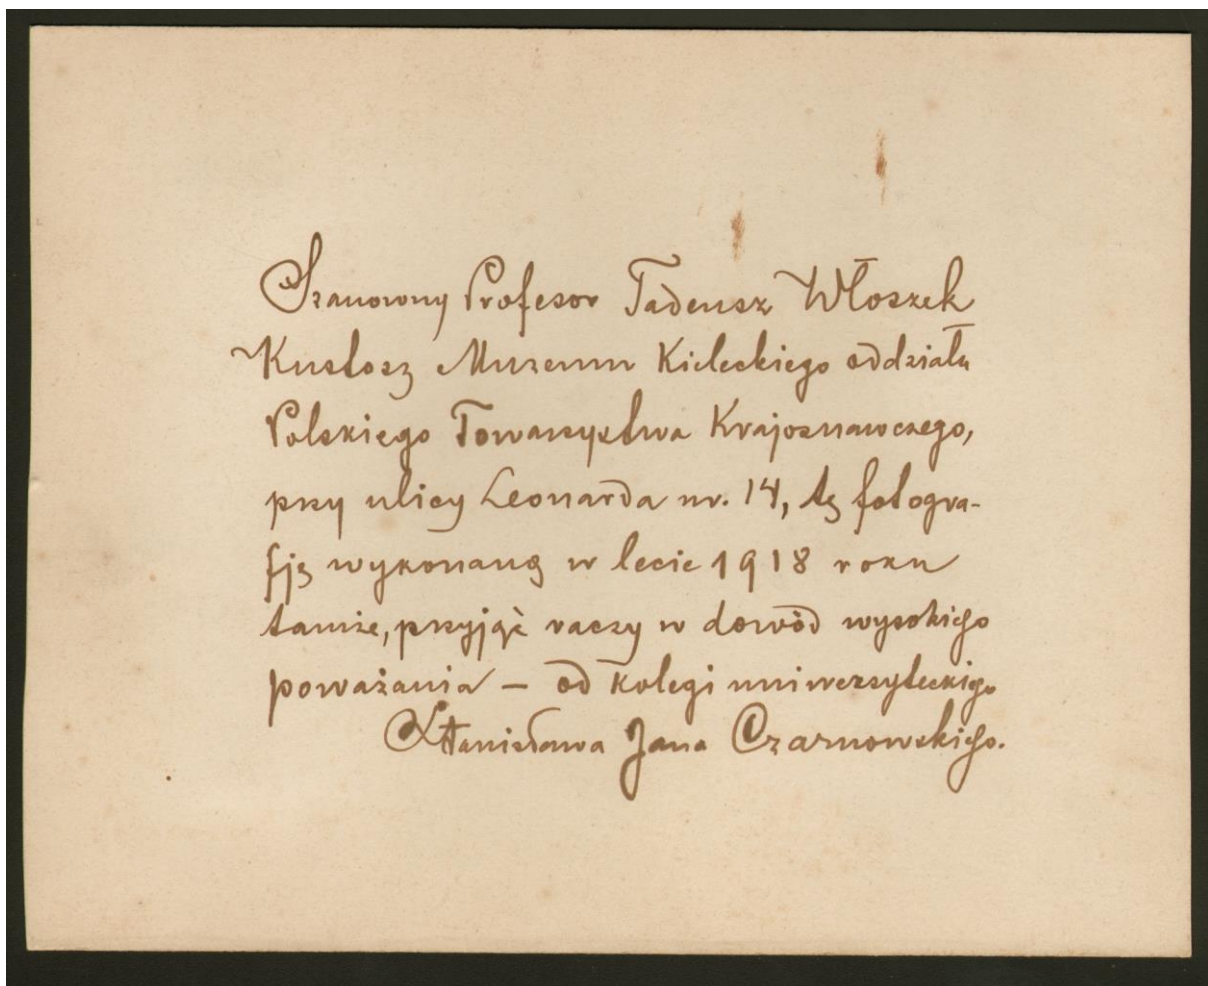 Szanowny Profesor Tadeusz Włoszek
Kustosz Muzeum Kieleckiego oddziału
Polskiego Towarzystwa Krajoznawczego,
przy ulicy Leonarda nr. 14, tę fotogra-
fję wykonaną w lecie 1918 roku
tamże, przyjąć raczy w dowód wysokiego
poważania – od kolegi uniwersyteckiego
Stanisława Jana Czarnowskiego.